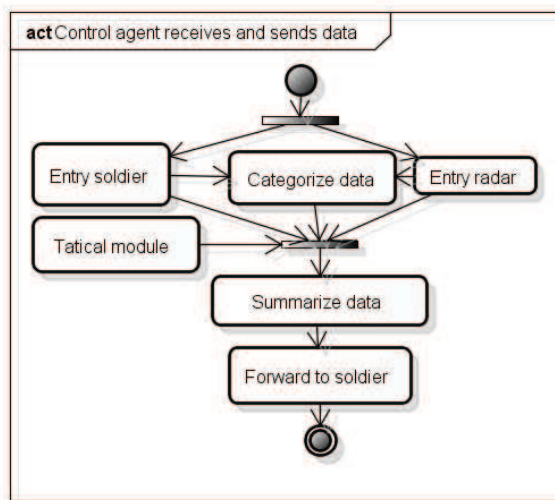 act Control agent receives and sends data
Entry soldier
Categorize data
Entry radar
Tatical module
Summarize data
Forward to soldier